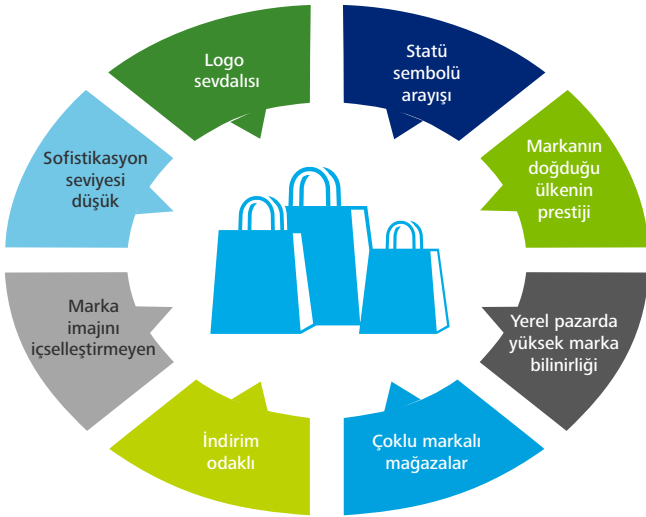 Logo
sevdalısı
Statü
sembolü
arayışı
Markanın
doğduğu
ülkenin
prestiji
Yerel pazarda
yüksek marka
bilinirliği
Çoklu markalı
mağazalar
İndirim
odaklı
Marka
imajını
içselleştirmeyen
Sofistikasyon
seviyesi
düşük